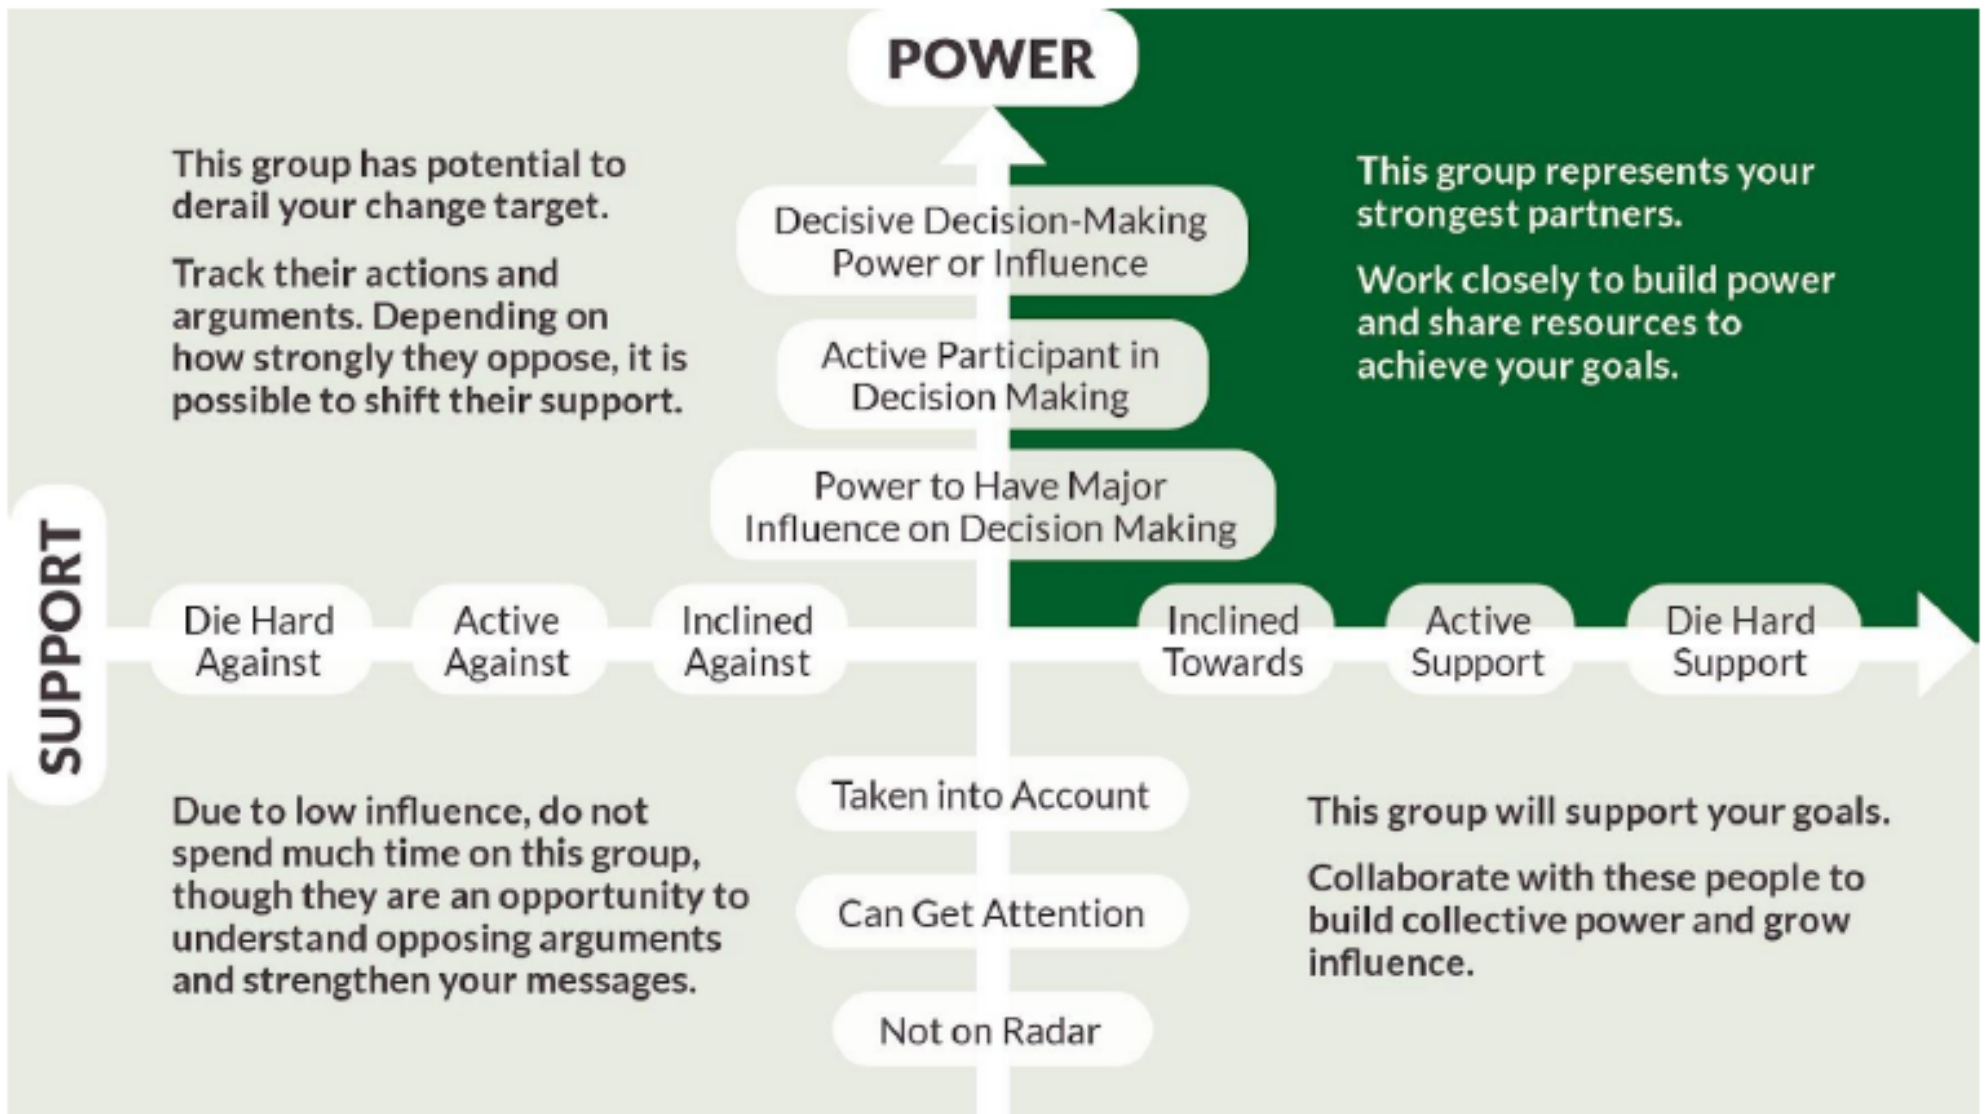 POWER
This group has potential to
derail your change target.
Track their actions and
arguments. Depending on
how strongly they oppose, it is
possible to shift their support.
Decisive Decision-Making
Power or Influence
Active Participant in
Decision Making
Power to Have Major
Influence on Decision Making
This group represents your
strongest partners.
Work closely to build power
and share resources to
achieve your goals.
SUPPORT
Die Hard
Against
Active
Against
Inclined
Against
Inclined
Towards
Active
Support
Die Hard
Support
Due to low influence, do not
spend much time on this group,
though they are an opportunity to
understand opposing arguments
and strengthen your messages.
Taken into Account
Can Get Attention
Not on Radar
This group will support your goals.
Collaborate with these people to
build collective power and grow
influence.